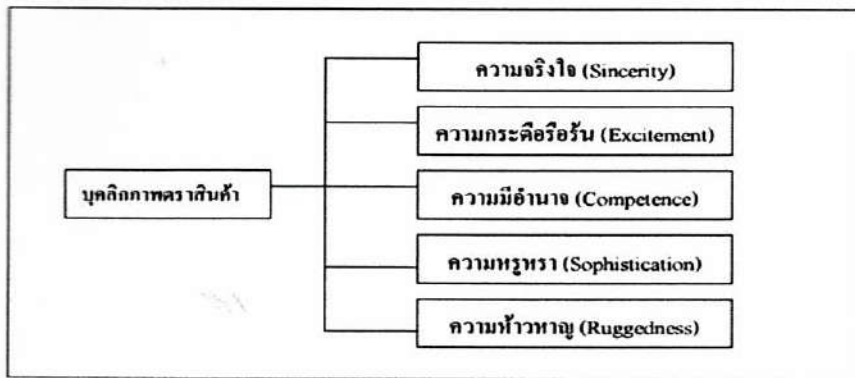 ความจริงใจ (Sincerity)
ความกระตือรือร้น (Excitement)
บุคลิกภาพตราสินค้า
ความมีอำนาจ (Competence)
ความหรูหรา (Sophistication)
ความห้าวหาญ (Ruggedness)